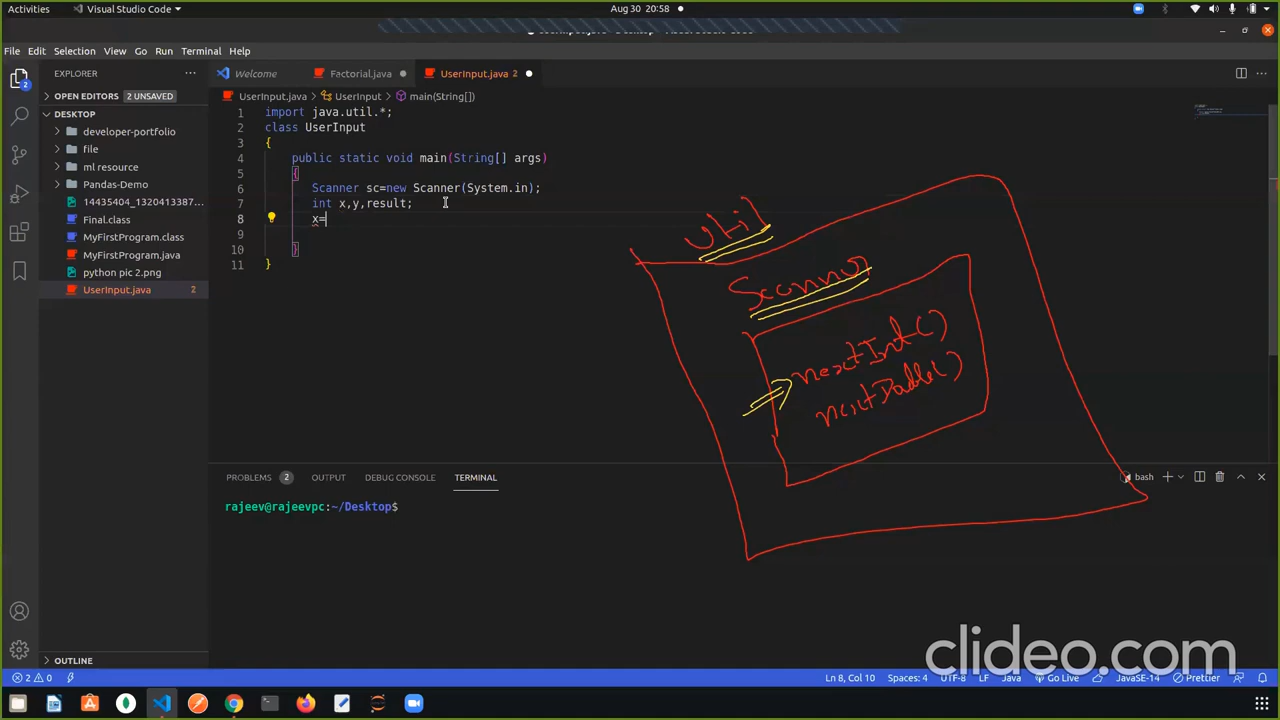 Activities Visual Studio Code Aug 30 20:58
File Edit Selection View Go Run Terminal Help
EXPLORER
Welcome Factorial.java UserInput.java 2
OPEN EDITORS 2 UNSAVED
UserInput.java > UserInput > main(String[])
DESKTOP
developer-portfolio
file
ml resource
Pandas-Demo
14435404_1320413387...
Final.class
MyFirstProgram.class
MyFirstProgram.java
python pic 2.png
UserInput.java 2
OUTLINE
2
1 import java.util.*;
2 class UserInput
3 {
4 public static void main(String[] args)
5 {
6 Scanner sc=new Scanner(System.in);
7 int x,y,result;
8 x=
9
10 }
11 }
util
Scanner
nextInt()
nextDouble()
PROBLEMS 2 OUTPUT DEBUG CONSOLE TERMINAL
bash
rajeev@rajeevpc:~/Desktop$
clideo.com
2 0 Ln 8, Col 10 Spaces: 4 UTF-8 LF Java Go Live JavaSE-14 Prettier